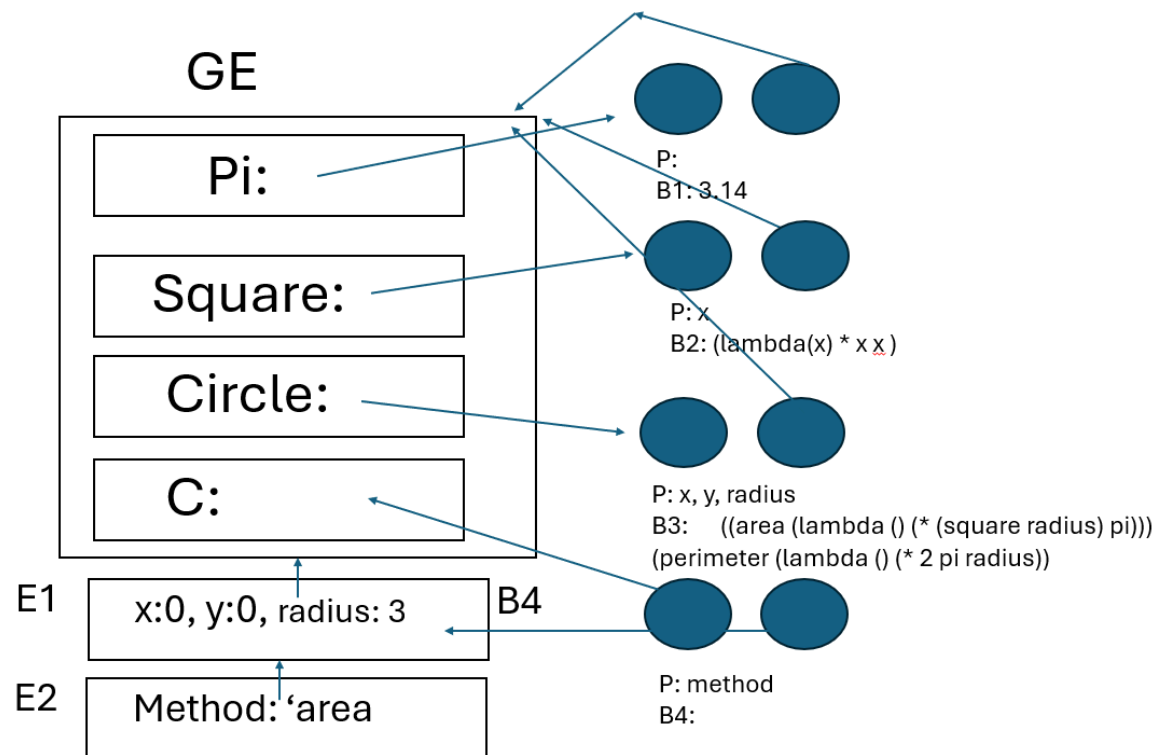 GE
Pi:
Square:
Circle:
C:
P:
B1: 3.14
P: x
B2: (lambda(x) * x x )
P: x, y, radius
B3: ((area (lambda () (* (square radius) pi)))
(perimeter (lambda () (* 2 pi radius))
E1
x:0, y:0, radius: 3
B4
P: method
B4:
E2
Method: ‘area